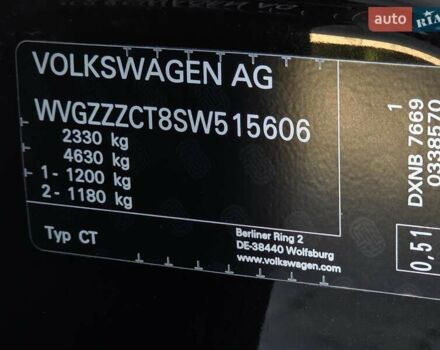 auto RIA
VOLKSWAGEN AG
WVGZZZCT8SW515606
2330 kg
4630 kg
1 - 1200 kg
2 - 1180 kg
Typ CT
Berliner Ring 2
DE-38440 Wolfsburg
www.volkswagen.com
DXNB 7669
1
0338570
0,51